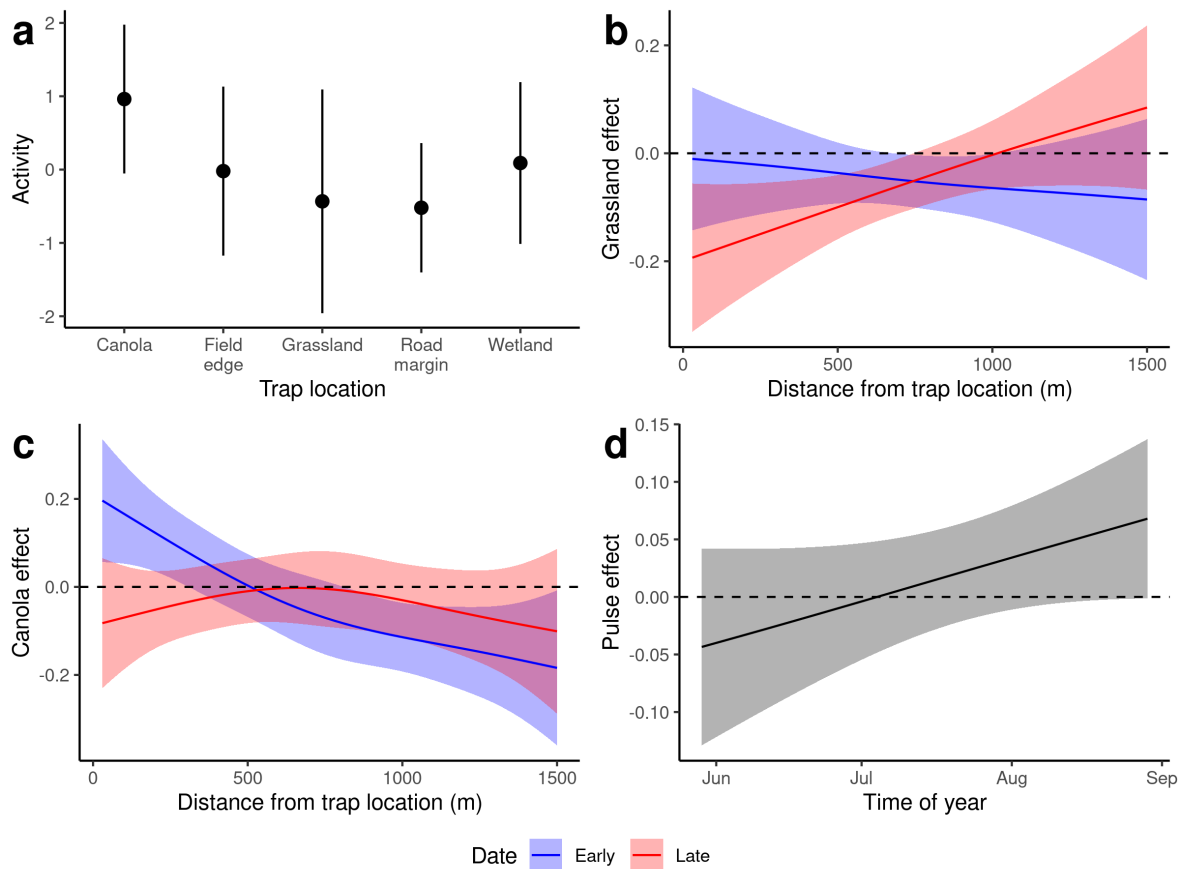 a
2
1
0
-1
-2
Activity
Canola
Field
edge
Grassland
Road
margin
Wetland
Trap location
b
0.2
0.0
-0.2
Grassland effect
0
500
1000
1500
Distance from trap location (m)
c
0.2
0.0
-0.2
Canola effect
0
500
1000
1500
Distance from trap location (m)
d
0.15
0.10
0.05
0.00
-0.05
-0.10
Pulse effect
Jun
Jul
Aug
Sep
Time of year
Date
Early
Late